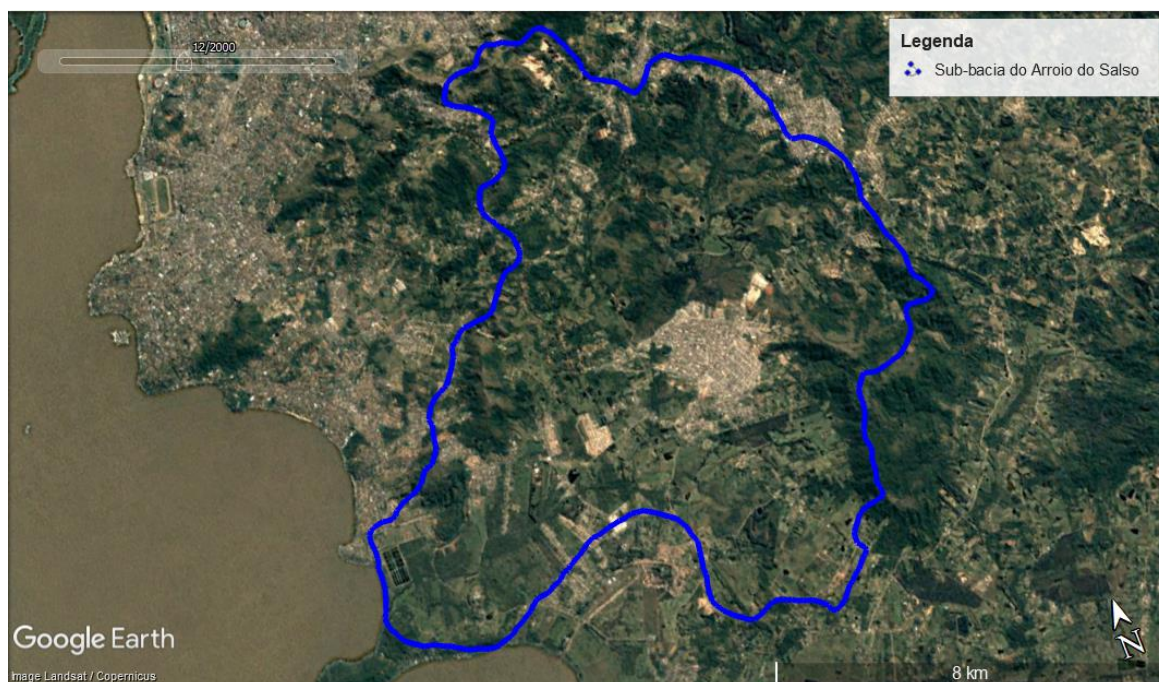 12/2000
Legenda
Sub-bacia do Arroio do Salso
Google Earth
Image Landsat / Copernicus
N
8 km